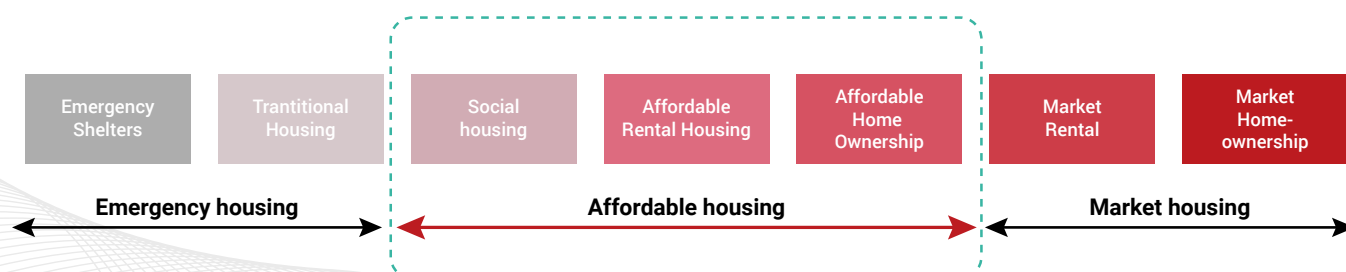 Emergency
Shelters
Trantitional
Housing
Social
housing
Affordable
Rental Housing
Affordable
Home
Ownership
Market
Rental
Market
Home-
ownership
Emergency housing
Affordable housing
Market housing